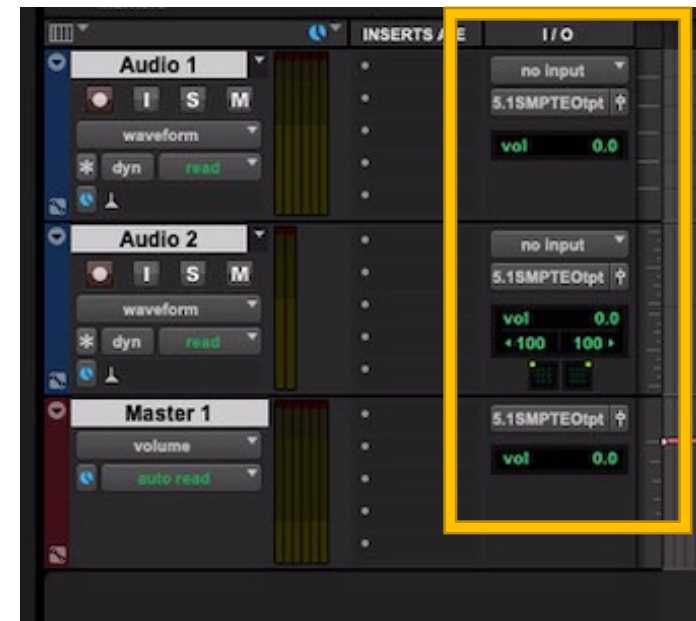 INSERTS A-E I / O
Audio 1
no input
I S M
5.1SMPTEOtpt
waveform
vol 0.0
dyn read
Audio 2
no input
I S M
5.1SMPTEOtpt
waveform
vol 0.0
dyn read
100 100
Master 1
5.1SMPTEOtpt
volume
vol 0.0
auto read